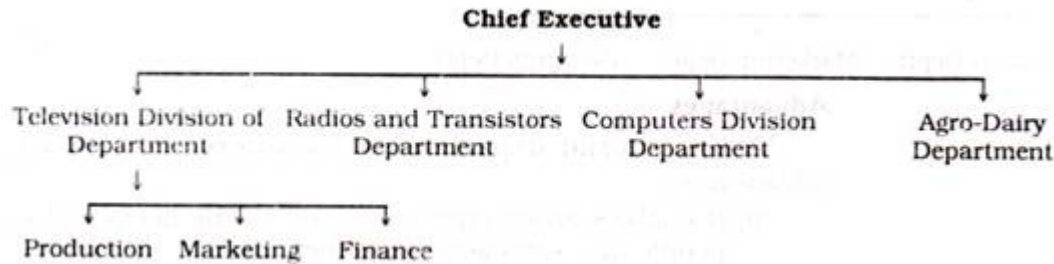 Chief Executive
Television Division of Radios and Transistors Computers Division Agro-Dairy
Department Department Department Department
Production Marketing Finance